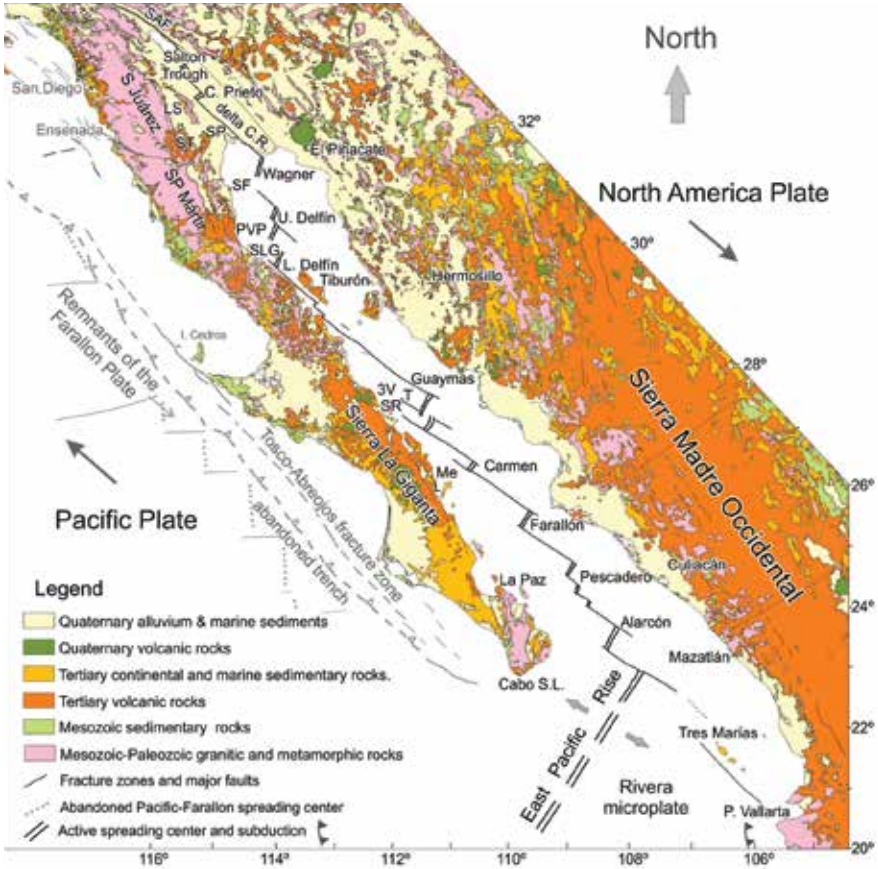 North
SAF
Salton
Trough
C. Prieto
San Diego
S Juárez
LS
delta C.R.
32º
Ensenada
SP
ST
El Pinacate
SP Mártir
Wagner
SF
North America Plate
U. Delfín
PVP
SLG
30º
L. Delfín
Tiburón
Hermosillo
Remnants of the
Farallon Plate
I. Cedros
28º
Guaymas
3V
T
SR
Sierra Madre Occidental
Sierra La Giganta
Me
Carmen
26º
Tosco-Abreojos fracture zone
abandoned trench
Pacific Plate
Farallón
Culiacán
La Paz
Pescadero
24º
Alarcón
Mazatlán
Cabo S.L.
East Pacific Rise
22º
Tres Marías
Rivera
microplate
P. Vallarta
20º
Legend
Quaternary alluvium & marine sediments
Quaternary volcanic rocks
Tertiary continental and marine sedimentary rocks.
Tertiary volcanic rocks
Mesozoic sedimentary rocks
Mesozoic-Paleozoic granitic and metamorphic rocks
Fracture zones and major faults
Abandoned Pacific-Farallon spreading center
Active spreading center and subduction
116º
114º
112º
110º
108º
106º